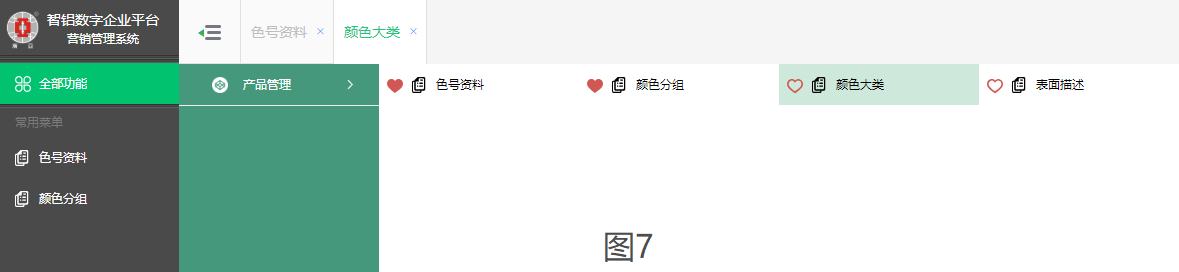 智铝数字企业平台
营销管理系统
色号资料 ×
颜色大类 ×
全部功能
产品管理
色号资料
颜色分组
颜色大类
表面描述
常用菜单
色号资料
颜色分组
图7